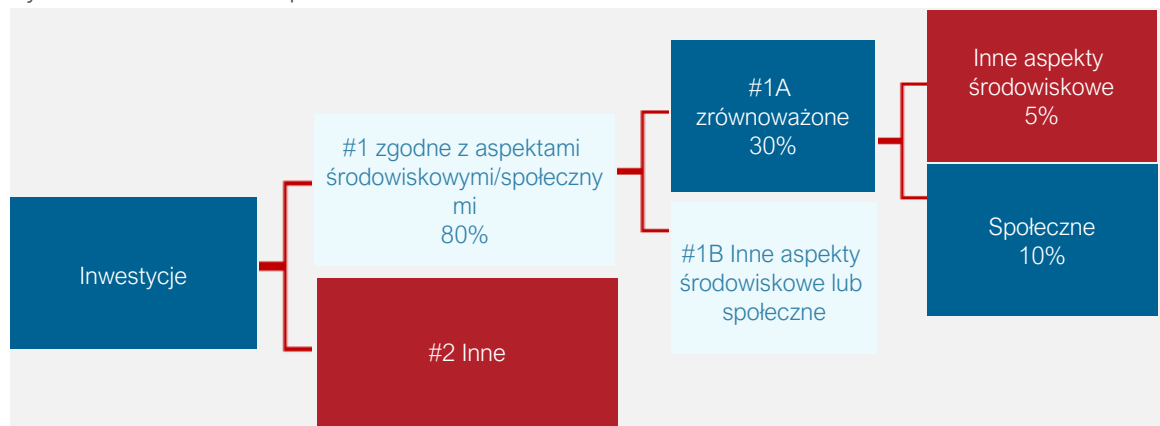 Inwestycje
#1 zgodne z aspektami
środowiskowymi/społeczny
mi
80%
#2 Inne
#1A
zrównoważone
30%
#1B Inne aspekty
środowiskowe lub
społeczne
Inne aspekty
środowiskowe
5%
Społeczne
10%